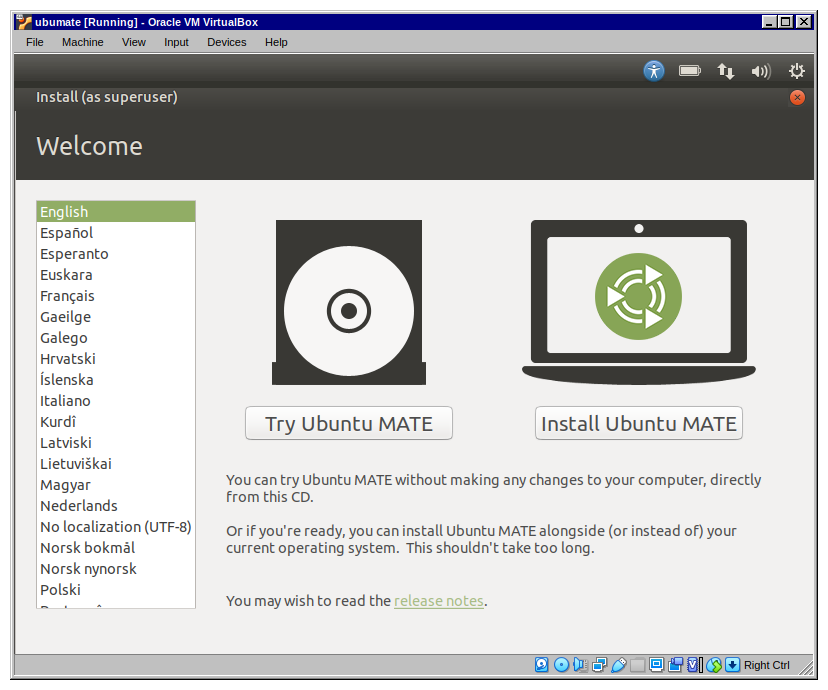 ubumate [Running] - Oracle VM VirtualBox
File Machine View Input Devices Help
Install (as superuser)
Welcome
English
Español
Esperanto
Euskara
Français
Gaeilge
Galego
Hrvatski
Íslenska
Italiano
Kurdî
Latviski
Lietuviškai
Magyar
Nederlands
No localization (UTF-8)
Norsk bokmål
Norsk nynorsk
Polski
Try Ubuntu MATE
Install Ubuntu MATE
You can try Ubuntu MATE without making any changes to your computer, directly
from this CD.
Or if you're ready, you can install Ubuntu MATE alongside (or instead of) your
current operating system. This shouldn't take too long.
You may wish to read the release notes.
Right Ctrl